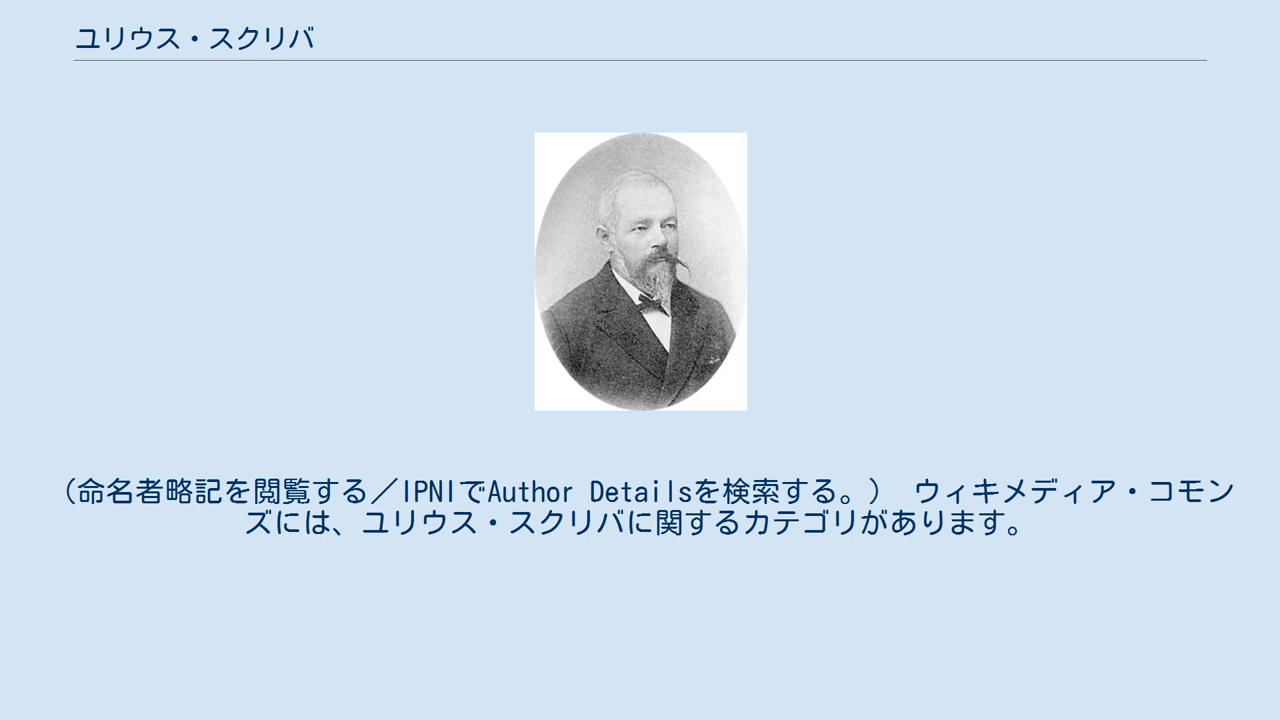 ユリウス・スクリバ
（命名者略記を閲覧する／IPNIでAuthor Detailsを検索する。） ウィキメディア・コモン
ズには、ユリウス・スクリバに関するカテゴリがあります。